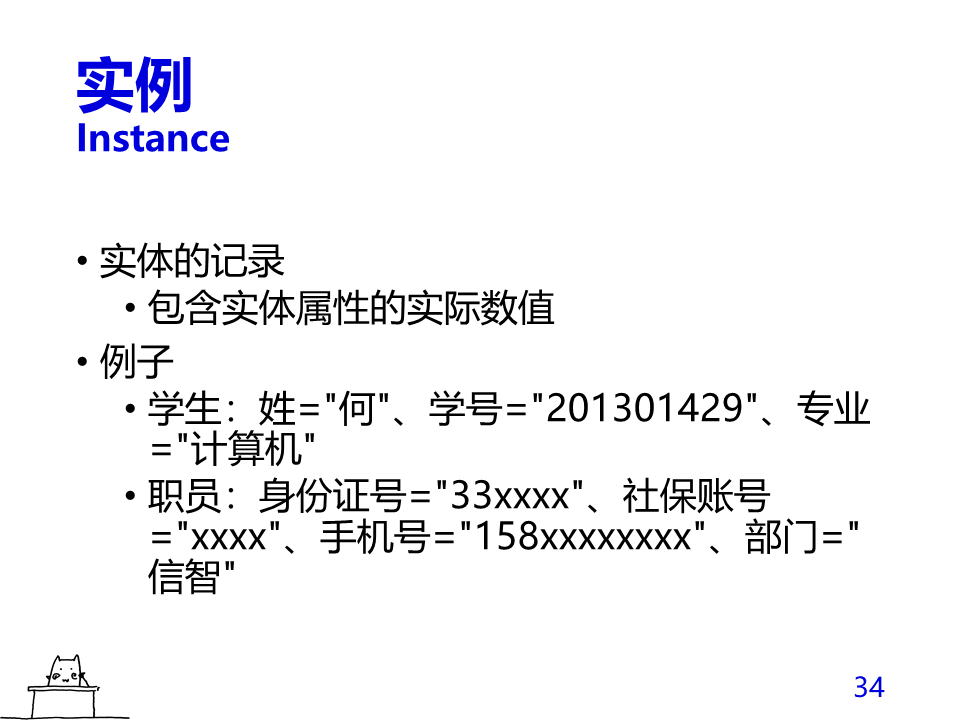 实例
Instance
• 实体的记录
• 包含实体属性的实际数值
• 例子
• 学生：姓="何"、学号="201301429"、专业
="计算机"
• 职员：身份证号="33xxxx"、社保账号
="xxxx"、手机号="158xxxxxxxx"、部门="
信智"
34